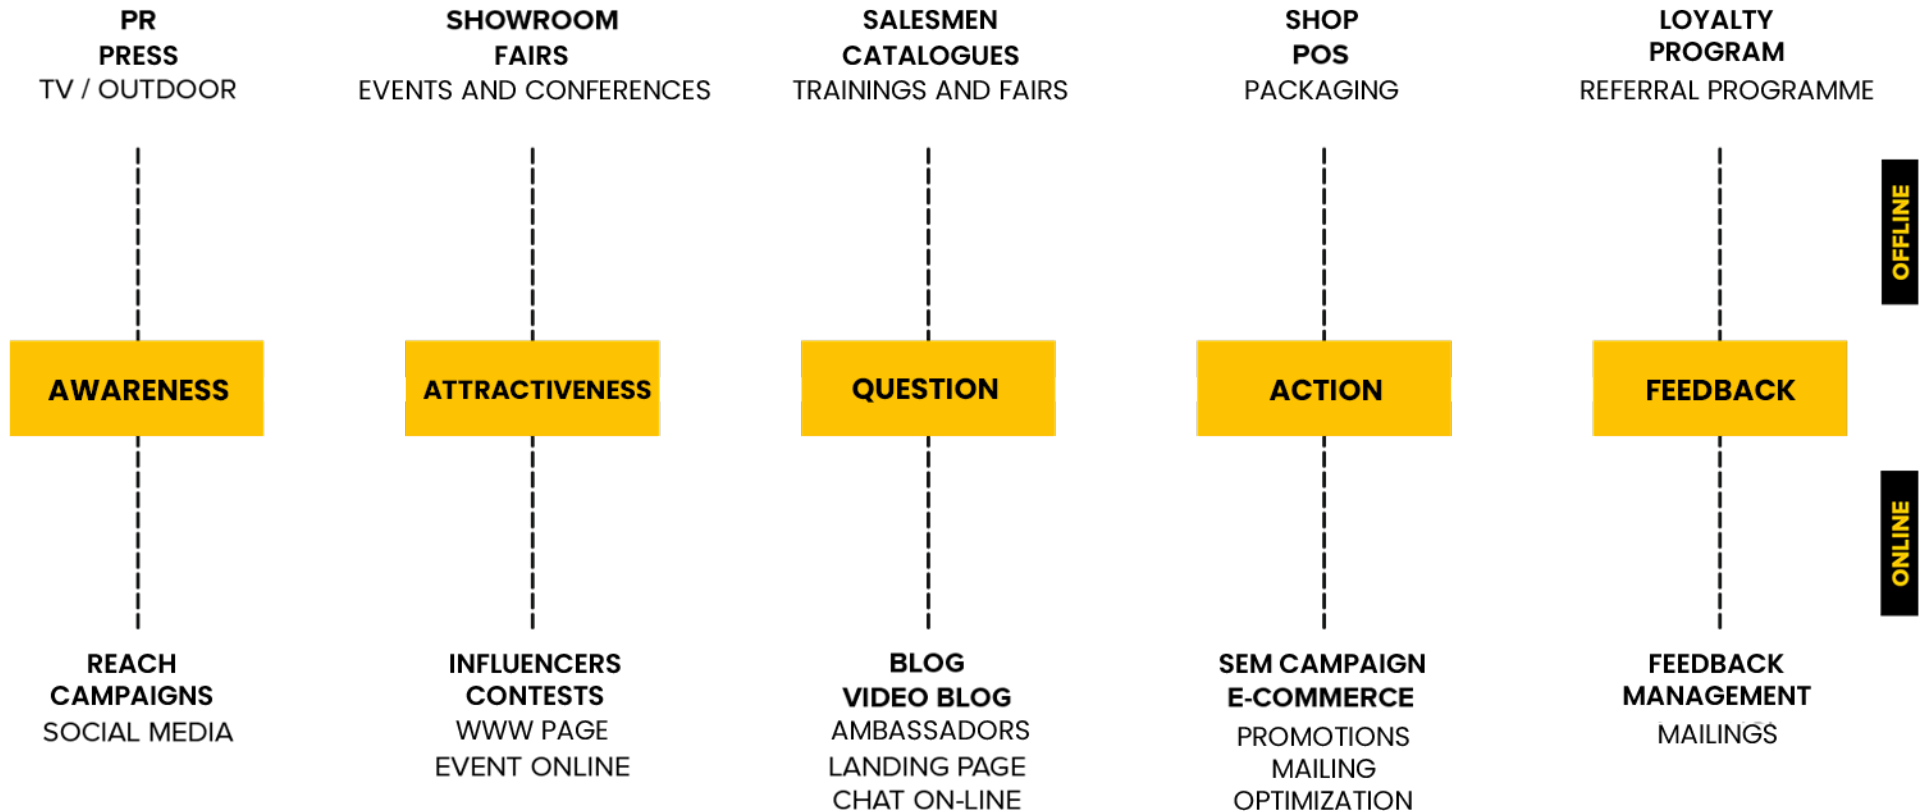 PR
PRESS
TV / OUTDOOR
SHOWROOM
FAIRS
EVENTS AND CONFERENCES
SALESMEN
CATALOGUES
TRAININGS AND FAIRS
SHOP
POS
PACKAGING
LOYALTY
PROGRAM
REFERRAL PROGRAMME
OFFLINE
AWARENESS
ATTRACTIVENESS
QUESTION
ACTION
FEEDBACK
ONLINE
REACH
CAMPAIGNS
SOCIAL MEDIA
INFLUENCERS
CONTESTS
WWW PAGE
EVENT ONLINE
BLOG
VIDEO BLOG
AMBASSADORS
LANDING PAGE
CHAT ON-LINE
SEM CAMPAIGN
E-COMMERCE
PROMOTIONS
MAILING
OPTIMIZATION
FEEDBACK
MANAGEMENT
MAILINGS